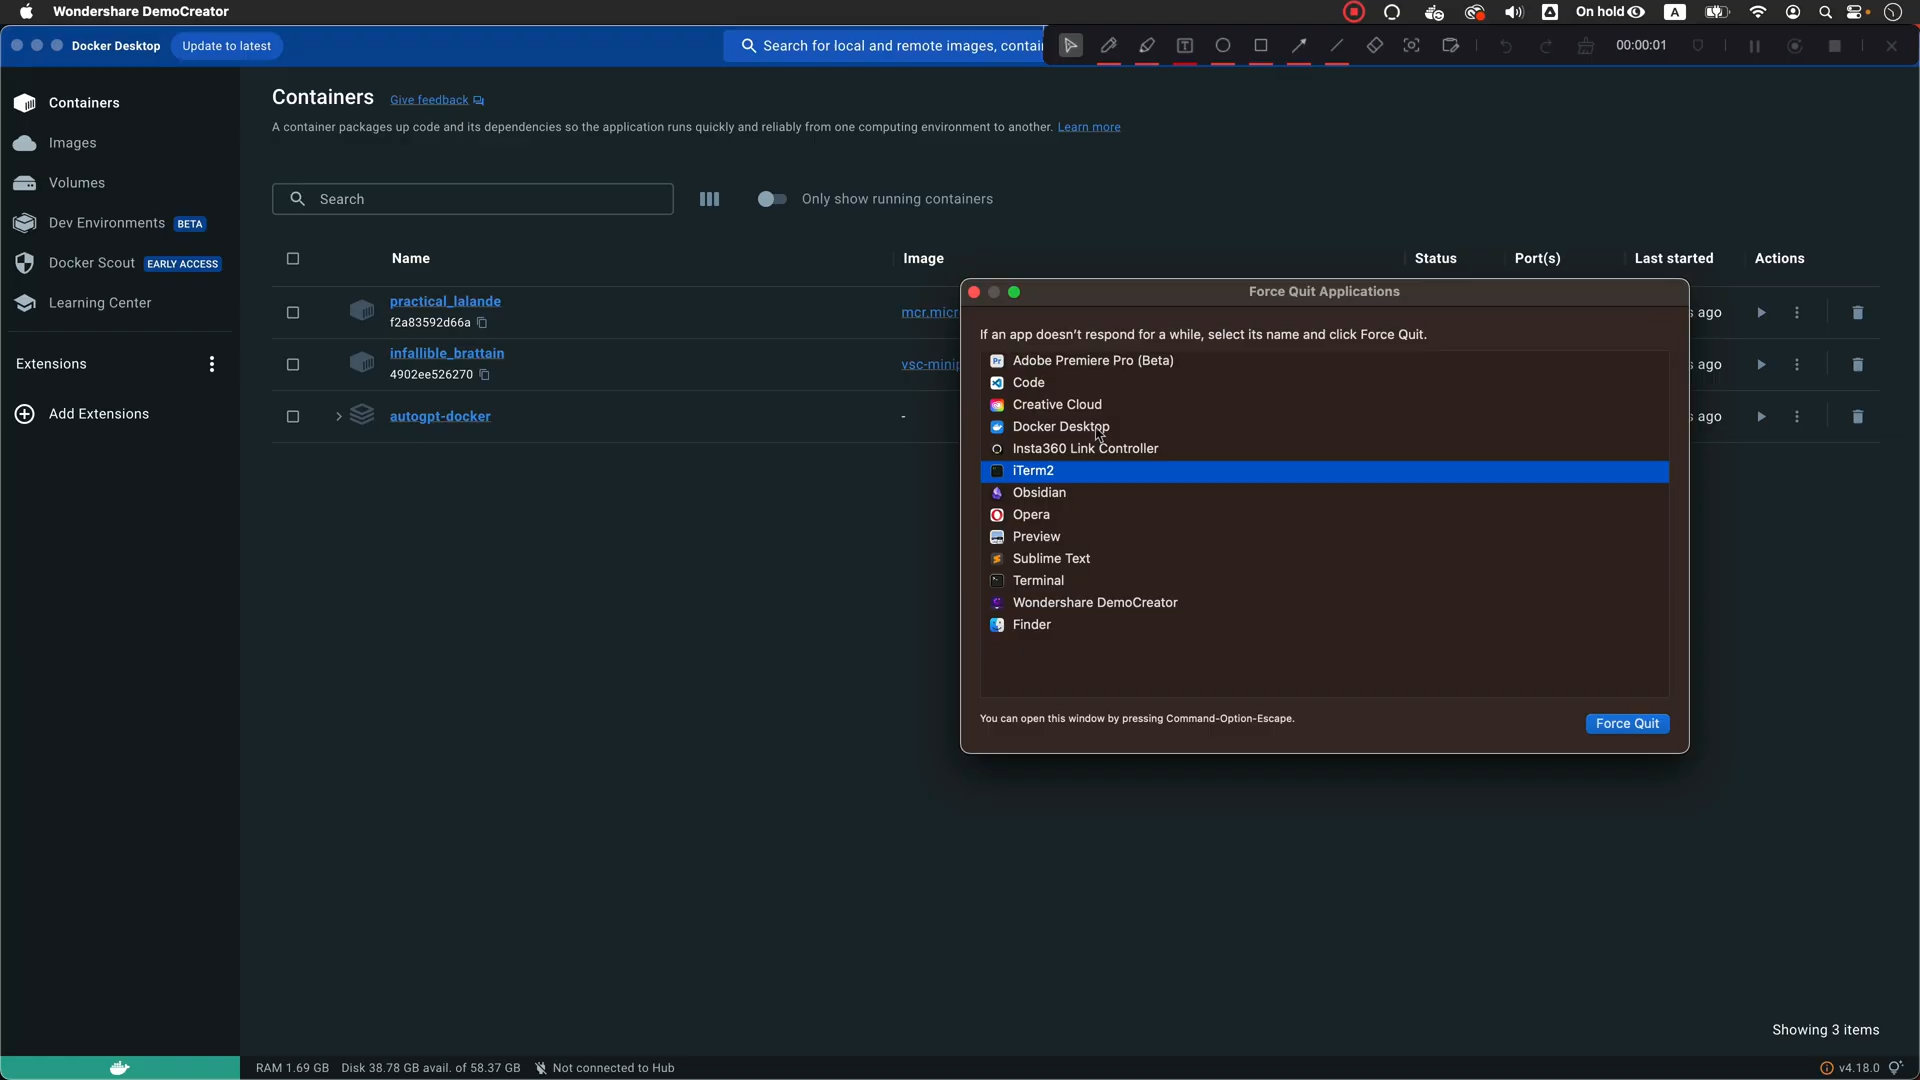 Wondershare DemoCreator
On hold
A
Docker Desktop
Update to latest
Search for local and remote images, contai
00:00:01
Containers
Images
Volumes
Dev Environments BETA
Docker Scout EARLY ACCESS
Learning Center
Extensions
Add Extensions
Containers Give feedback
A container packages up code and its dependencies so the application runs quickly and reliably from one computing environment to another. Learn more
Search
Only show running containers
Name Image Status Port(s) Last started Actions
practical_lalande
f2a83592d66a
mcr.micr
s ago
infallible_brattain
4902ee526270
vsc-minip
s ago
autogpt-docker
-
s ago
Force Quit Applications
If an app doesn’t respond for a while, select its name and click Force Quit.
Adobe Premiere Pro (Beta)
Code
Creative Cloud
Docker Desktop
Insta360 Link Controller
iTerm2
Obsidian
Opera
Preview
Sublime Text
Terminal
Wondershare DemoCreator
Finder
You can open this window by pressing Command-Option-Escape.
Force Quit
Showing 3 items
RAM 1.69 GB Disk 38.78 GB avail. of 58.37 GB Not connected to Hub
v4.18.0